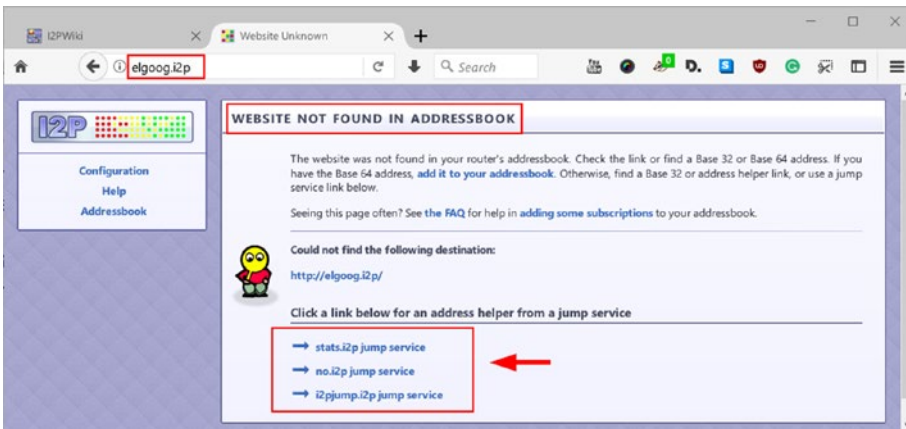 I2PWiki
Website Unknown
elgoog.i2p
Search
I2P
Configuration
Help
Addressbook
WEBSITE NOT FOUND IN ADDRESSBOOK
The website was not found in your router's addressbook. Check the link or find a Base 32 or Base 64 address. If you
have the Base 64 address, add it to your addressbook. Otherwise, find a Base 32 or address helper link, or use a jump
service link below.
Seeing this page often? See the FAQ for help in adding some subscriptions to your addressbook.
Could not find the following destination:
http://elgoog.i2p/
Click a link below for an address helper from a jump service
stats.i2p jump service
no.i2p jump service
i2pjump.i2p jump service